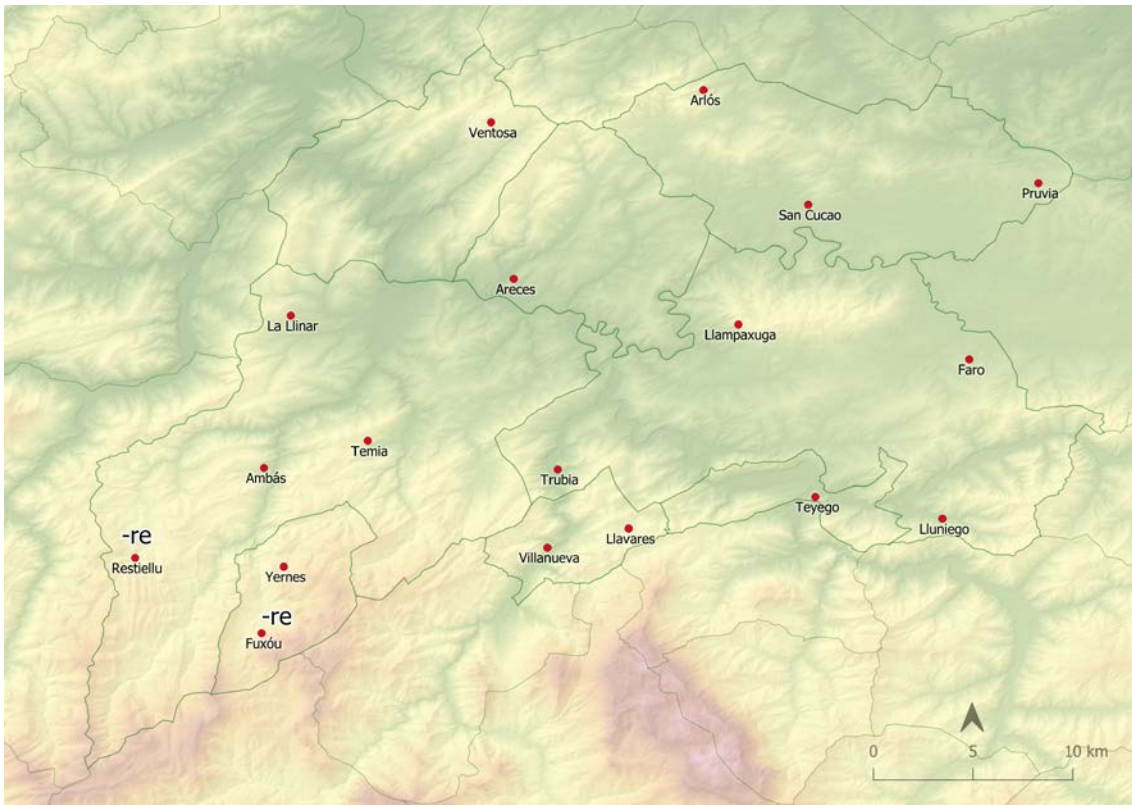 Arlós
Ventosa
Pruvia
San Cucao
Areces
La Llinar
Llampaxuga
Faro
Temia
Ambás
Trubia
Teyego
Lluniego
Llavares
-re
Villanueva
Restiellu
Yernes
-re
Fuxóu
0 5 10 km